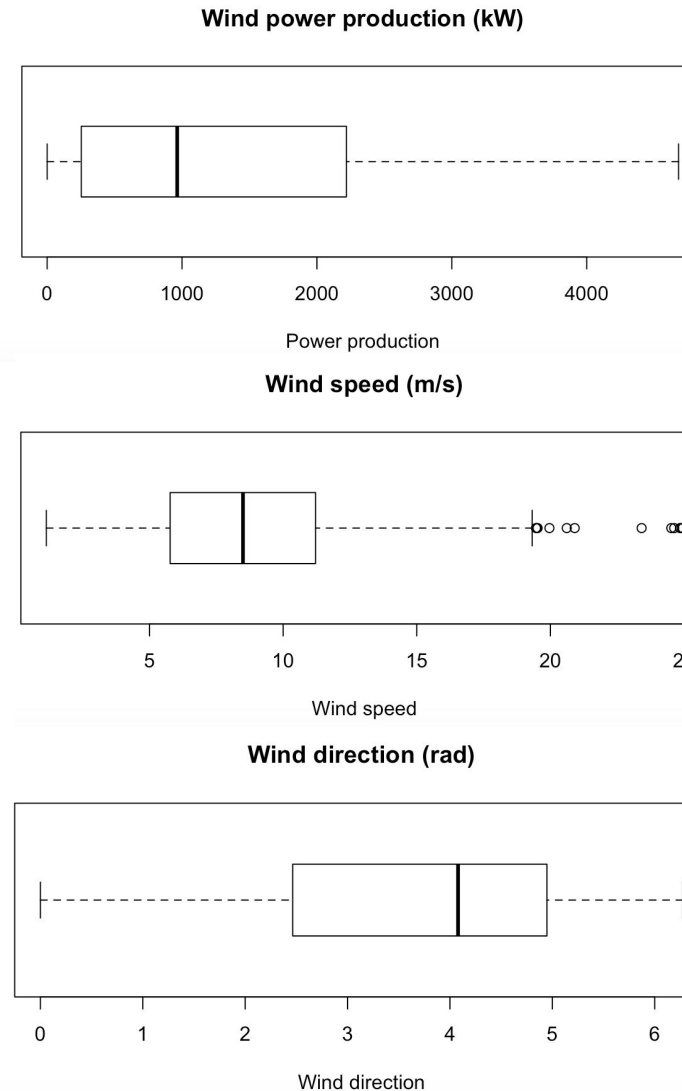 Wind power production (kW)
0 1000 2000 3000 4000
Power production
Wind speed (m/s)
5 10 15 20
Wind speed
Wind direction (rad)
0 1 2 3 4 5 6
Wind direction